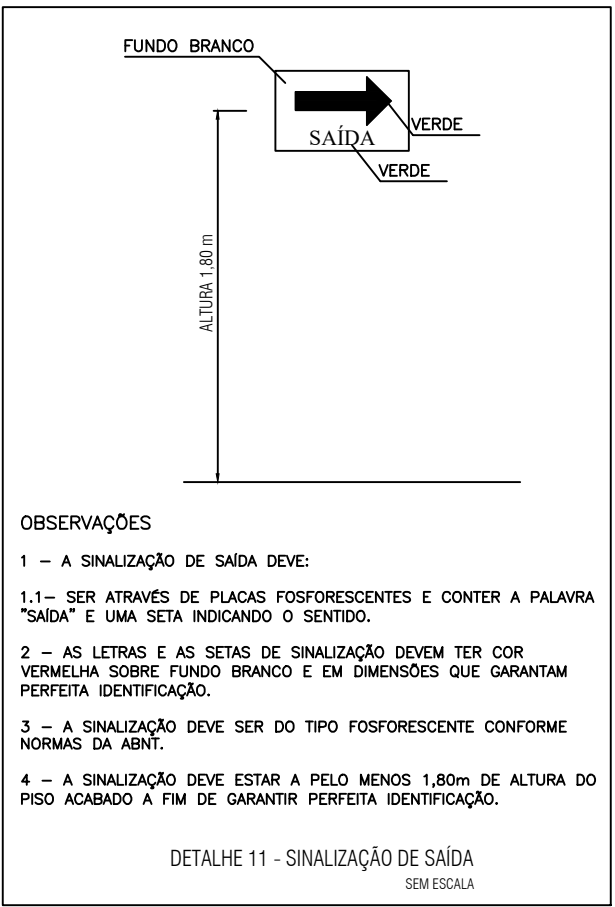 FUNDO BRANCO
VERDE
SAÍDA
VERDE
ALTURA 1,80 m
OBSERVAÇÕES
1 – A SINALIZAÇÃO DE SAÍDA DEVE:
1.1– SER ATRAVÉS DE PLACAS FOSFORESCENTES E CONTER A PALAVRA
"SAÍDA" E UMA SETA INDICANDO O SENTIDO.
2 – AS LETRAS E AS SETAS DE SINALIZAÇÃO DEVEM TER COR
VERMELHA SOBRE FUNDO BRANCO E EM DIMENSÕES QUE GARANTAM
PERFEITA IDENTIFICAÇÃO.
3 – A SINALIZAÇÃO DEVE SER DO TIPO FOSFORESCENTE CONFORME
NORMAS DA ABNT.
4 – A SINALIZAÇÃO DEVE ESTAR A PELO MENOS 1,80m DE ALTURA DO
PISO ACABADO A FIM DE GARANTIR PERFEITA IDENTIFICAÇÃO.
DETALHE 11 - SINALIZAÇÃO DE SAÍDA
SEM ESCALA